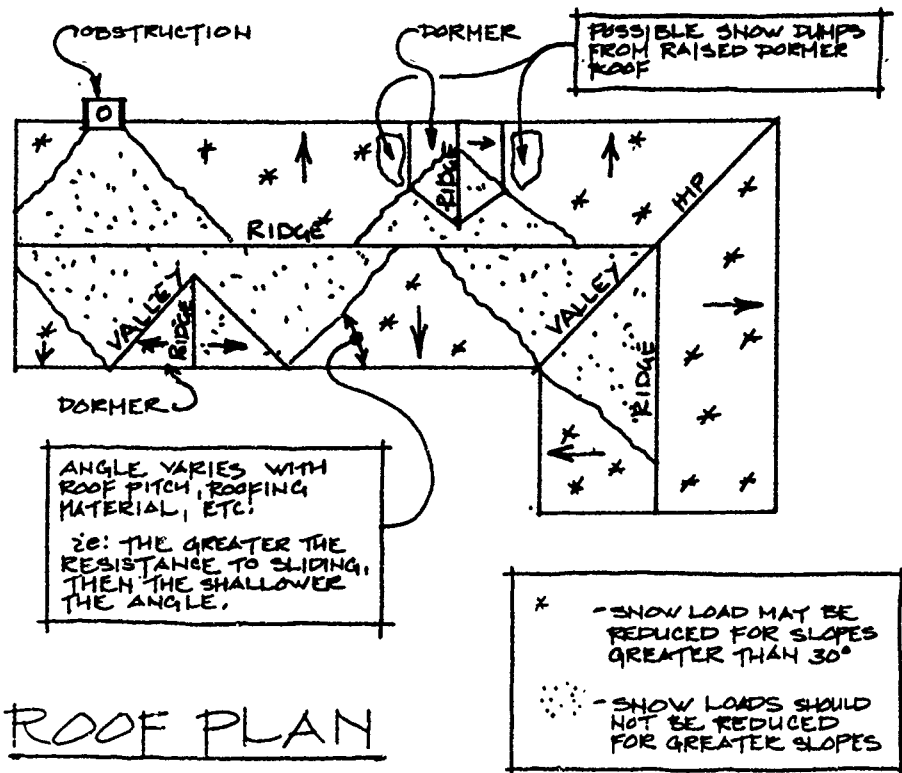 OBSTRUCTION
DORMER
POSSIBLE SNOW DUMPS
FROM RAISED DORMER
ROOF
RIDGE
RIDGE
HIP
VALLEY
RIDGE
VALLEY
RIDGE
DORMER
ANGLE VARIES WITH
ROOF PITCH, ROOFING
MATERIAL, ETC.
ie: THE GREATER THE
RESISTANCE TO SLIDING,
THEN THE SHALLOWER
THE ANGLE.
* - SNOW LOAD MAY BE
REDUCED FOR SLOPES
GREATER THAN 30°
- SNOW LOADS SHOULD
NOT BE REDUCED
FOR GREATER SLOPES
ROOF PLAN